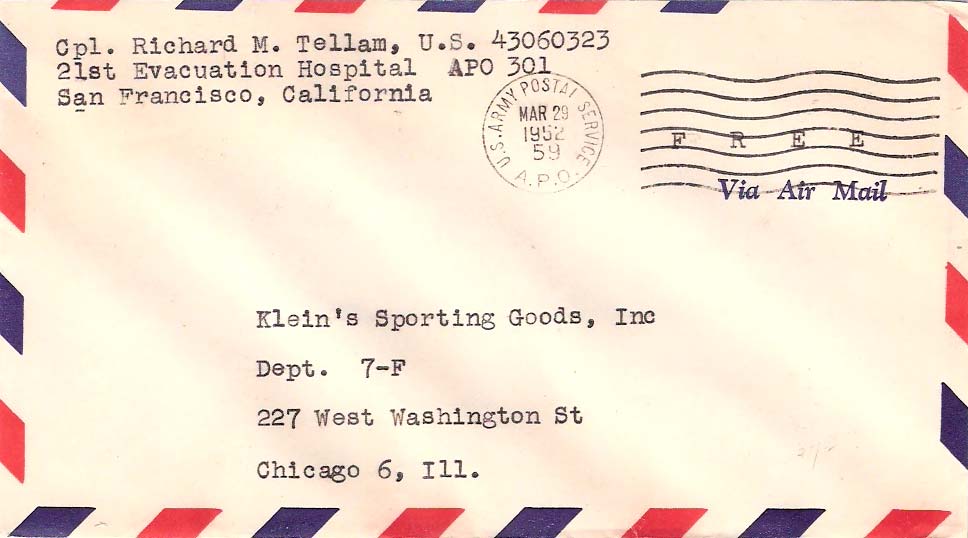 Cpl. Richard M. Tellam, U.S. 43060323
21st Evacuation Hospital APO 301
San Francisco, California
U.S. ARMY POSTAL SERVICE
MAR 29
1952
59
A.P.O.
F R E E
Via Air Mail
Klein's Sporting Goods, Inc
Dept. 7-F
227 West Washington St
Chicago 6, Ill.